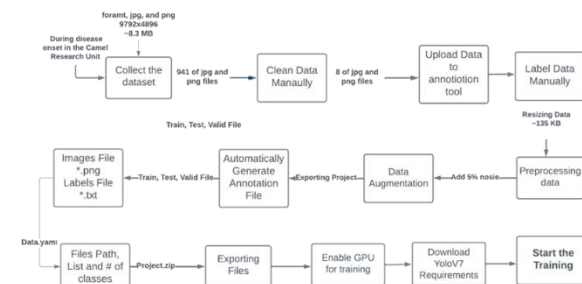 foramt, jpg, and png
9792x4896
~8.3 MB
During disease
onset in the Camel
Research Unit
Collect the
dataset
941 of jpg and
png files
Clean Data
Manaully
8 of jpg and
png files
Upload Data
to
annotiotion
tool
Label Data
Manually
Resizing Data
~135 KB
Train, Test, Valid File
Images File
*.png
Labels File
*.txt
Train, Test, Valid File
Automatically
Generate
Annotation
File
Exporting Project
Data
Augmentation
Add 5% nosie
Preprocessing
data
Data.yaml
Files Path,
List and # of
classes
Project.zip
Exporting
Files
Enable GPU
for training
Download
YoloV7
Requirements
Start the
Training